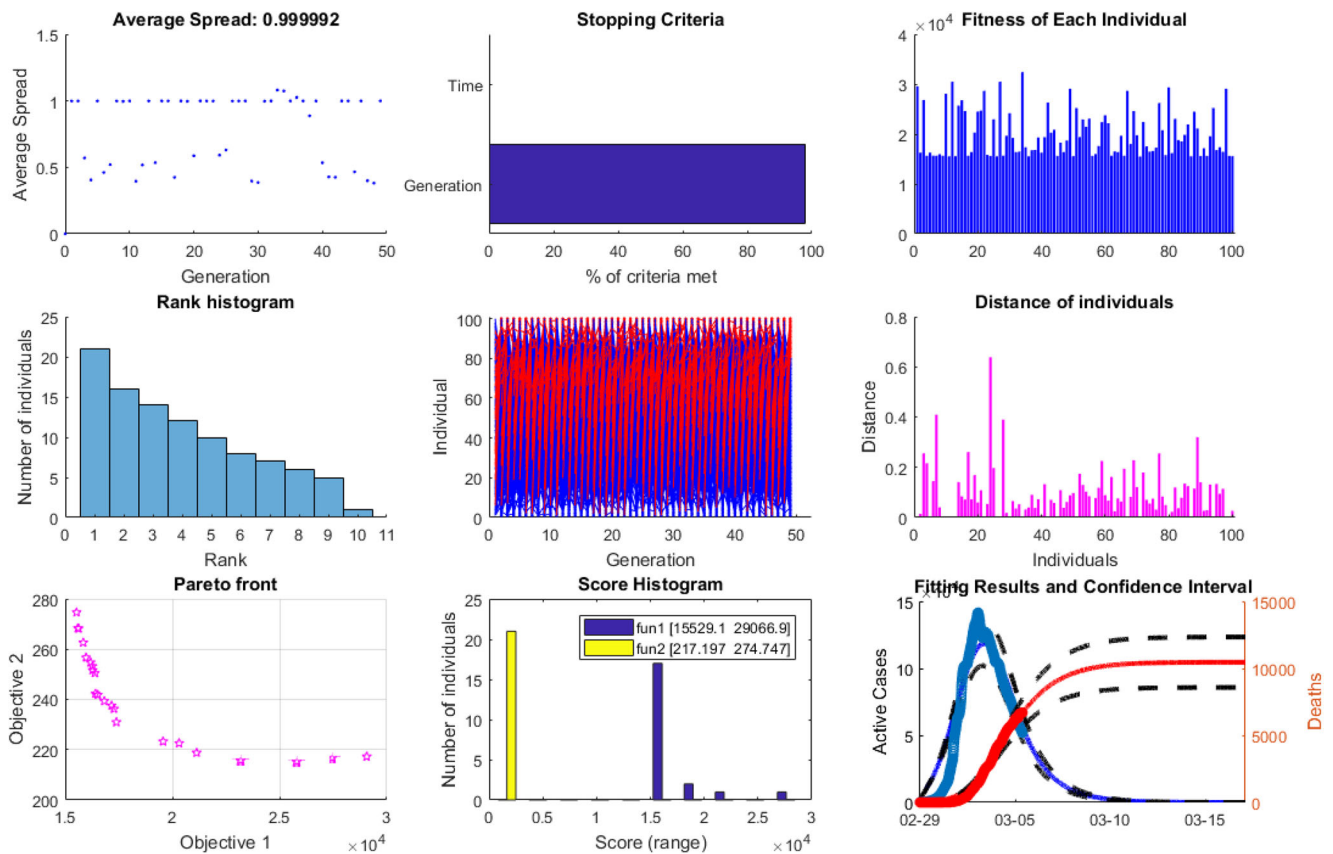 Average Spread: 0.999992
1.5
1
0.5
0
Average Spread
0 10 20 30 40 50
Generation
Stopping Criteria
Time
Generation
0 20 40 60 80 100
% of criteria met
Fitness of Each Individual
× 10^4
4
3
2
1
0
0 20 40 60 80 100
Rank histogram
25
20
15
10
5
0
Number of individuals
1 2 3 4 5 6 7 8 9 10 11
Rank
100
80
60
40
20
0
Individual
0 10 20 30 40 50
Generation
Distance of individuals
0.8
0.6
0.4
0.2
0
Distance
0 20 40 60 80 100
Individuals
Pareto front
280
260
240
220
200
Objective 2
1.5 2 2.5 3
Objective 1
× 10^4
Score Histogram
25
20
15
10
5
0
Number of individuals
fun1 [15529.1 29066.9]
fun2 [217.197 274.747]
0 0.5 1 1.5 2 2.5 3
Score (range)
× 10^4
Fitting Results and Confidence Interval
15
10
5
0
Active Cases
15000
10000
5000
0
Deaths
02-29 03-05 03-10 03-15